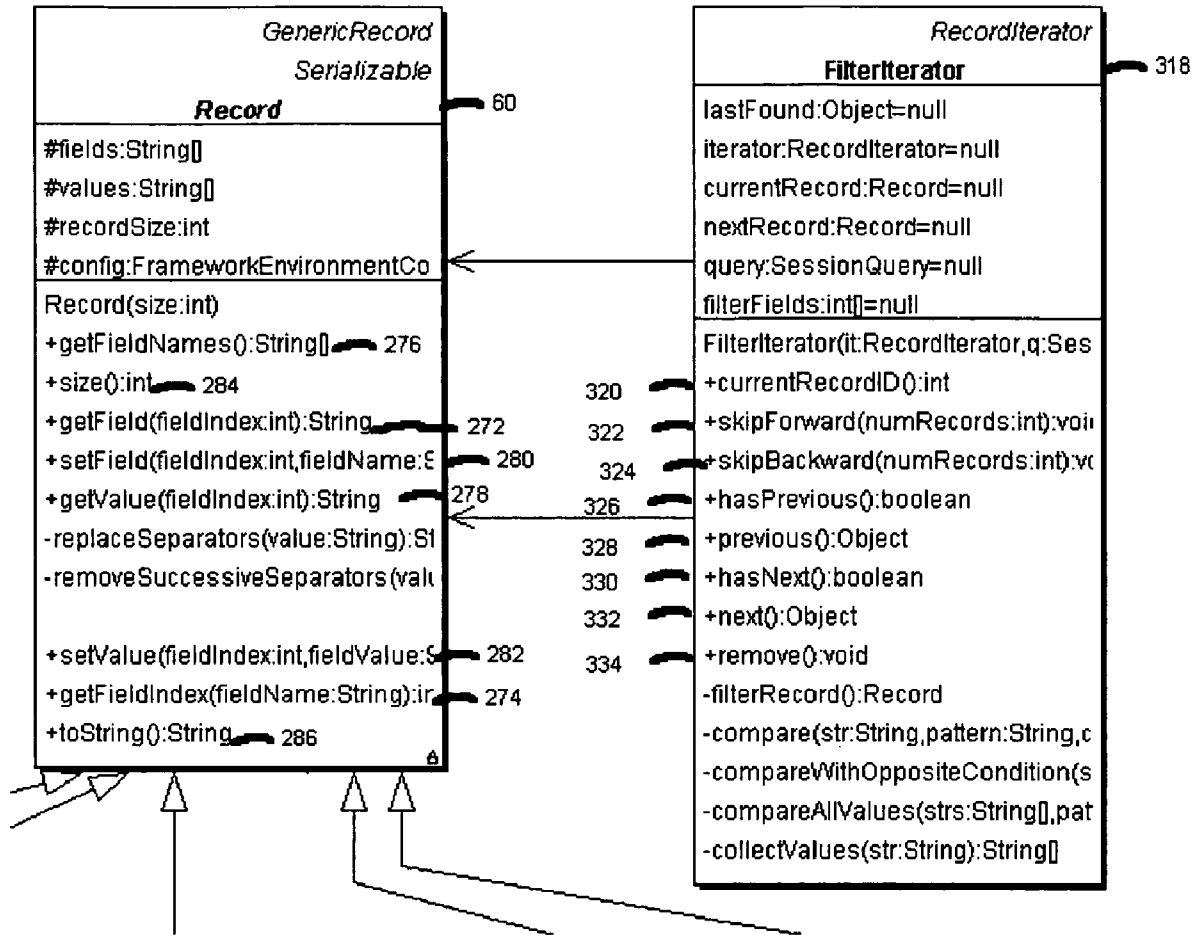 GenericRecord
Serializable
Record
60
#fields:String[]
#values:String[]
#recordSize:int
#config:FrameworkEnvironmentCo
Record(size:int)
+getFieldNames():String[] 276
+size():int 284
+getField(fieldIndex:int):String 272
+setField(fieldIndex:int,fieldName:S 280
+getValue(fieldIndex:int):String 278
-replaceSeparators(value:String):St
-removeSuccessiveSeparators(valu
+setValue(fieldIndex:int,fieldValue:S 282
+getFieldIndex(fieldName:String):in 274
+toString():String 286
RecordIterator
FilterIterator
318
lastFound:Object=null
iterator:RecordIterator=null
currentRecord:Record=null
nextRecord:Record=null
query:SessionQuery=null
filterFields:int[]=null
FilterIterator(it:RecordIterator,q:Ses
320 +currentRecordID():int
322 +skipForward(numRecords:int):voi
324 +skipBackward(numRecords:int):vo
326 +hasPrevious():boolean
328 +previous():Object
330 +hasNext():boolean
332 +next():Object
334 +remove():void
-filterRecord():Record
-compare(str:String,pattern:String,c
-compareWithOppositeCondition(s
-compareAllValues(strs:String[],pat
-collectValues(str:String):String[]